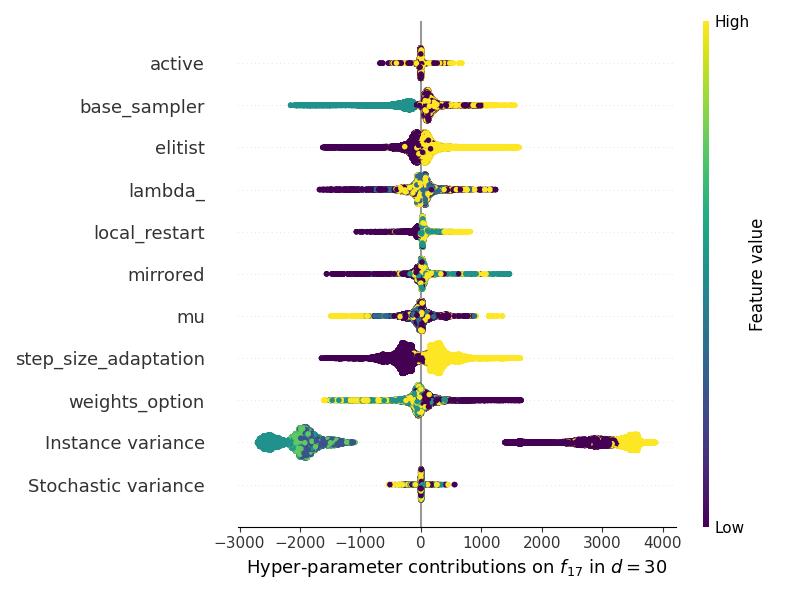 High
active
base_sampler
elitist
lambda_
local_restart
mirrored
mu
step_size_adaptation
weights_option
Instance variance
Stochastic variance
Feature value
Low
−3000 −2000 −1000 0 1000 2000 3000 4000
Hyper-parameter contributions on f₁₇ in d = 30